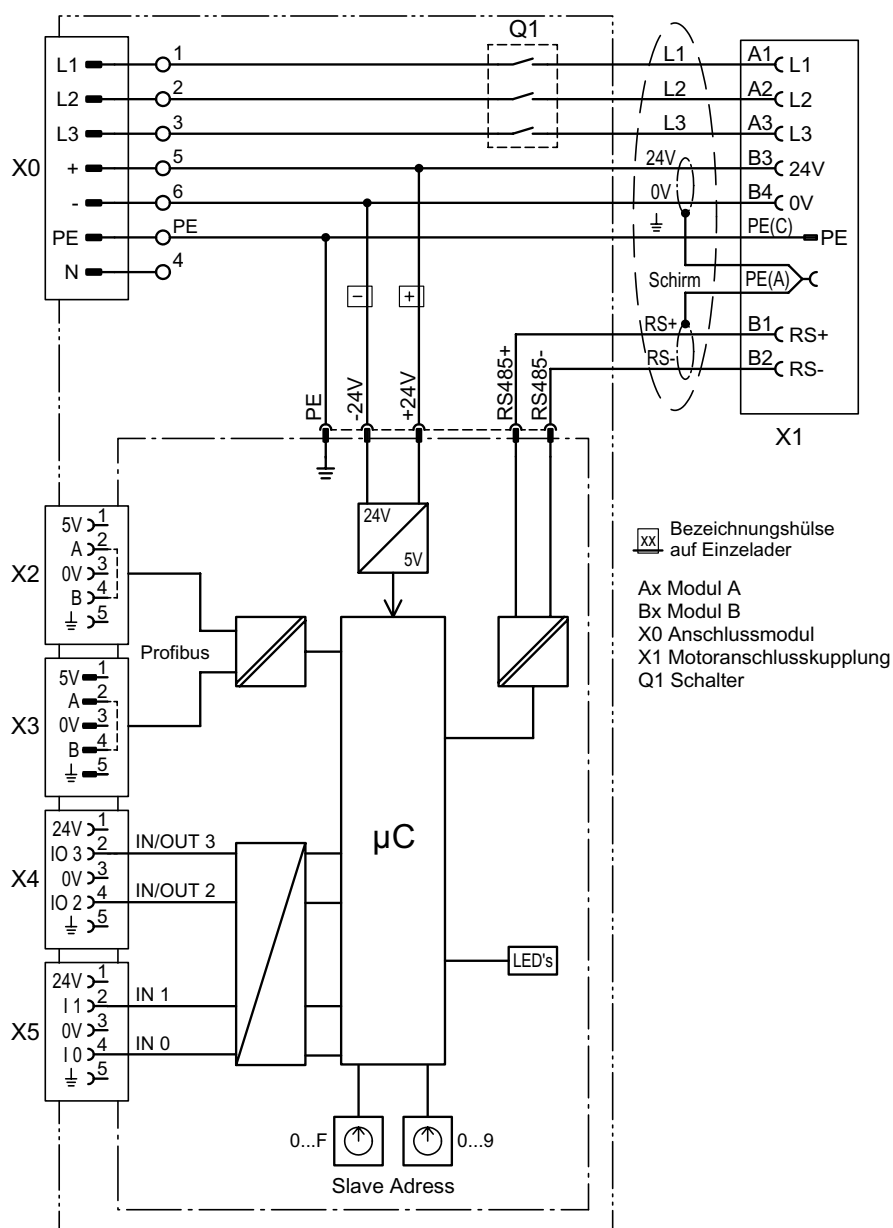 Q1
X0
L1
1
L2
2
L3
3
+
5
-
6
PE
PE
N
4
L1
A1
L1
L2
A2
L2
L3
A3
L3
24V
B3
24V
0V
B4
0V
PE(C)
PE
Schirm
PE(A)
RS+
B1
RS+
RS-
B2
RS-
X1
−
+
PE
-24V
+24V
RS485+
RS485-
24V
5V
xx
Bezeichnungshülse
auf Einzelader
Ax Modul A
Bx Modul B
X0 Anschlussmodul
X1 Motoranschlusskupplung
Q1 Schalter
X2
5V 1
A 2
0V 3
B 4
5
Profibus
X3
5V 1
A 2
0V 3
B 4
5
µC
X4
24V 1
IO 3 2
0V 3
IO 2 4
5
IN/OUT 3
IN/OUT 2
LED's
X5
24V 1
I 1 2
0V 3
I 0 4
5
IN 1
IN 0
0...F
0...9
Slave Adress